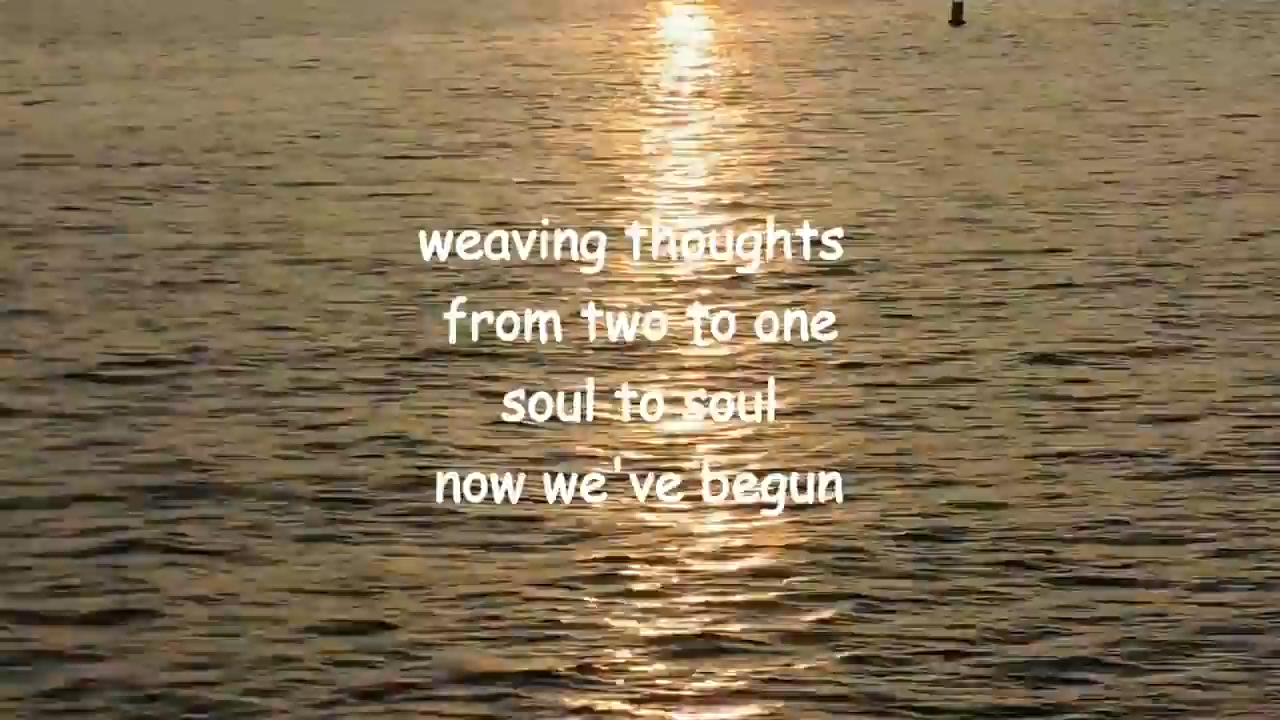 weaving thoughts
from two to one
soul to soul
now we've begun